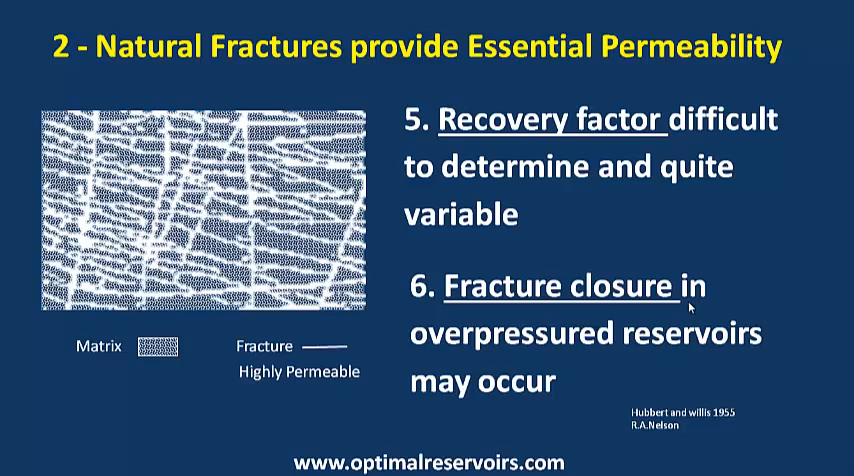 2 - Natural Fractures provide Essential Permeability
5. Recovery factor difficult
to determine and quite
variable
6. Fracture closure in
overpressured reservoirs
may occur
Matrix
Fracture
Highly Permeable
Hubbert and willis 1955
R.A.Nelson
www.optimalreservoirs.com